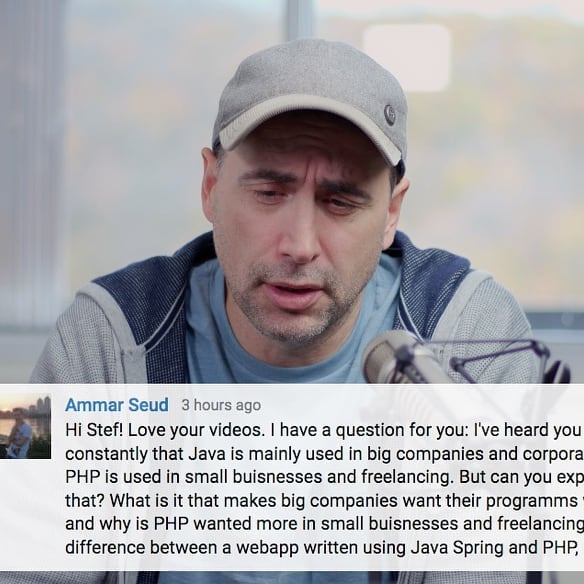 Ammar Seud 3 hours ago
Hi Stef! Love your videos. I have a question for you: I've heard you
constantly that Java is mainly used in big companies and corpora
PHP is used in small buisnesses and freelancing. But can you exp
that? What is it that makes big companies want their programms
and why is PHP wanted more in small buisnesses and freelancing
difference between a webapp written using Java Spring and PHP,